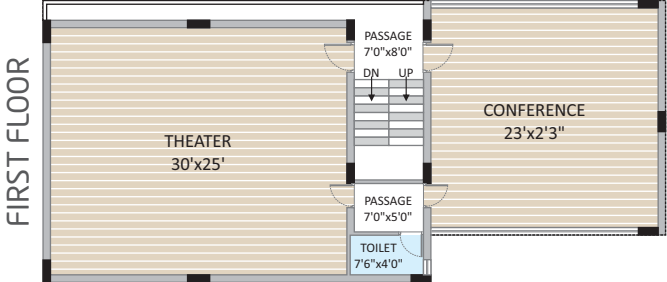 FIRST FLOOR
PASSAGE
7'0"x8'0"
DN UP
THEATER
30'x25'
CONFERENCE
23'x2'3"
PASSAGE
7'0"x5'0"
TOILET
7'6"x4'0"